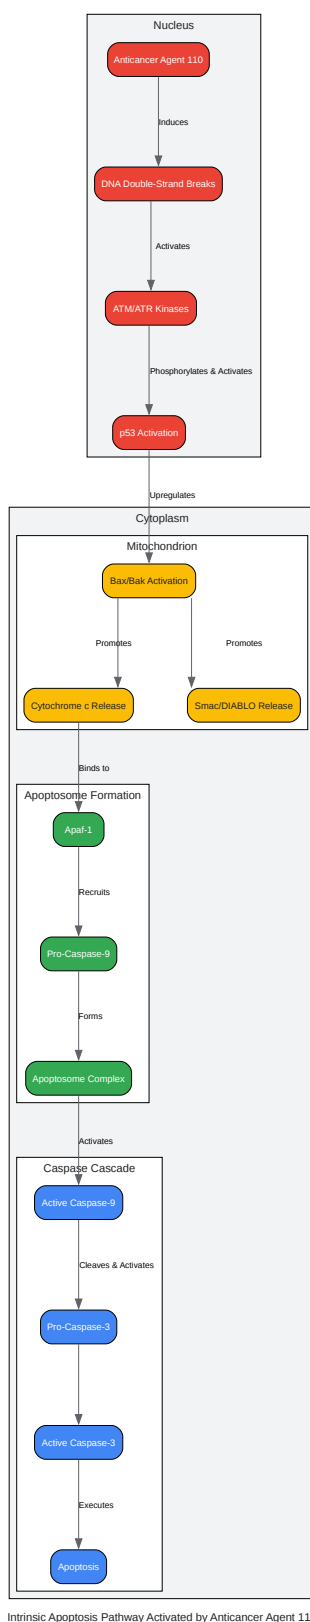 Nucleus
Anticancer Agent 110
Induces
DNA Double-Strand Breaks
Activates
ATM/ATR Kinases
Phosphorylates & Activates
p53 Activation
Upregulates
Cytoplasm
Mitochondrion
Bax/Bak Activation
Promotes
Promotes
Cytochrome c Release
Smac/DIABLO Release
Binds to
Apoptosome Formation
Apaf-1
Recruits
Pro-Caspase-9
Forms
Apoptosome Complex
Activates
Caspase Cascade
Active Caspase-9
Cleaves & Activates
Pro-Caspase-3
Active Caspase-3
Executes
Apoptosis
Intrinsic Apoptosis Pathway Activated by Anticancer Agent 11